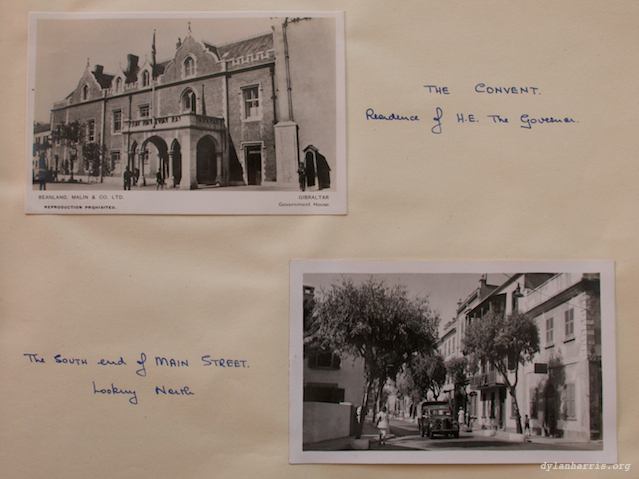 THE CONVENT.
Residence of H.E. The Governor.
BEANLAND, MALIN & CO. LTD.
GIBRALTAR
REPRODUCTION PROHIBITED.
Government House
The SOUTH end of MAIN STREET.
Looking North
dylanharris.org